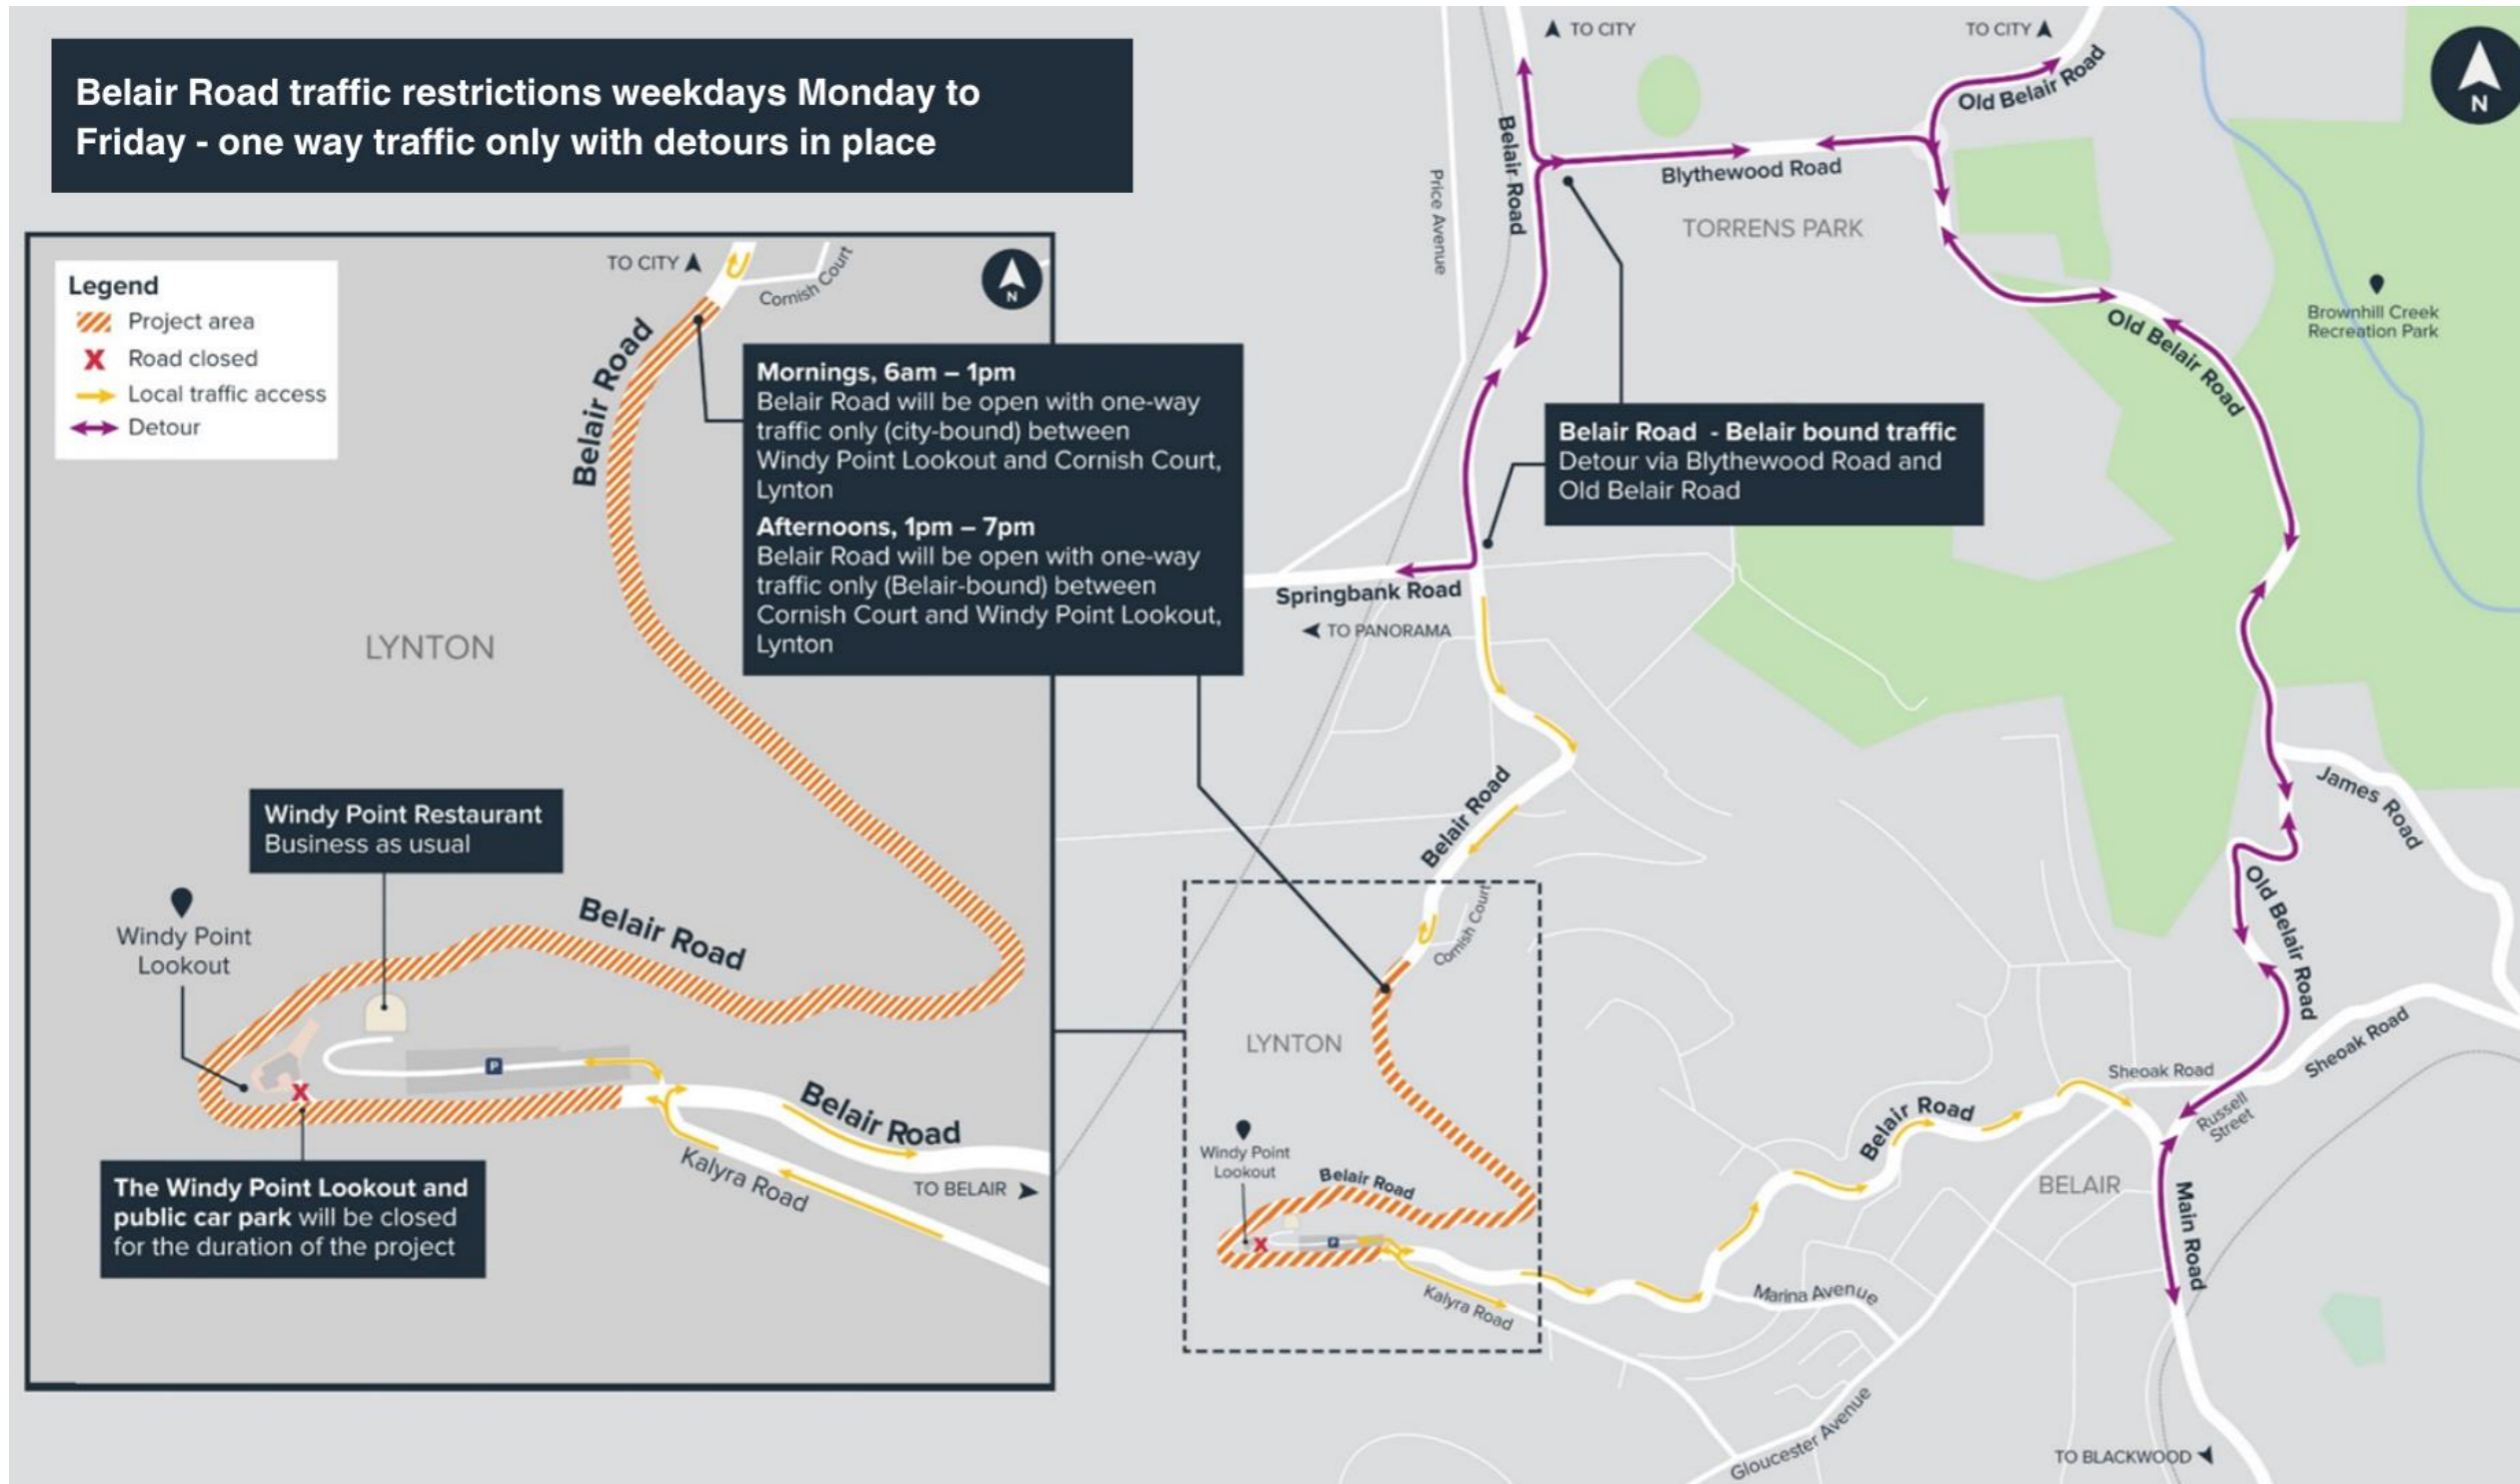 Belair Road traffic restrictions weekdays Monday to
Friday - one way traffic only with detours in place
Legend
Project area
X Road closed
Local traffic access
Detour
TO CITY
N
Cornish Court
Belair Road
Mornings, 6am – 1pm
Belair Road will be open with one-way
traffic only (city-bound) between
Windy Point Lookout and Cornish Court,
Lynton
Afternoons, 1pm – 7pm
Belair Road will be open with one-way
traffic only (Belair-bound) between
Cornish Court and Windy Point Lookout,
Lynton
LYNTON
Windy Point Restaurant
Business as usual
Windy Point
Lookout
Belair Road
P
X
Belair Road
Kalyra Road
TO BELAIR
The Windy Point Lookout and
public car park will be closed
for the duration of the project
TO CITY
TO CITY
N
Old Belair Road
Belair Road
Price Avenue
Blythewood Road
TORRENS PARK
Brownhill Creek
Recreation Park
Old Belair Road
Belair Road - Belair bound traffic
Detour via Blythewood Road and
Old Belair Road
Springbank Road
TO PANORAMA
Belair Road
James Road
Old Belair Road
Cornish Court
LYNTON
Sheoak Road
Sheoak Road
Russell
Street
Windy Point
Lookout
Belair Road
Belair Road
BELAIR
Main Road
X
P
Kalyra Road
Marina Avenue
Gloucester Avenue
TO BLACKWOOD